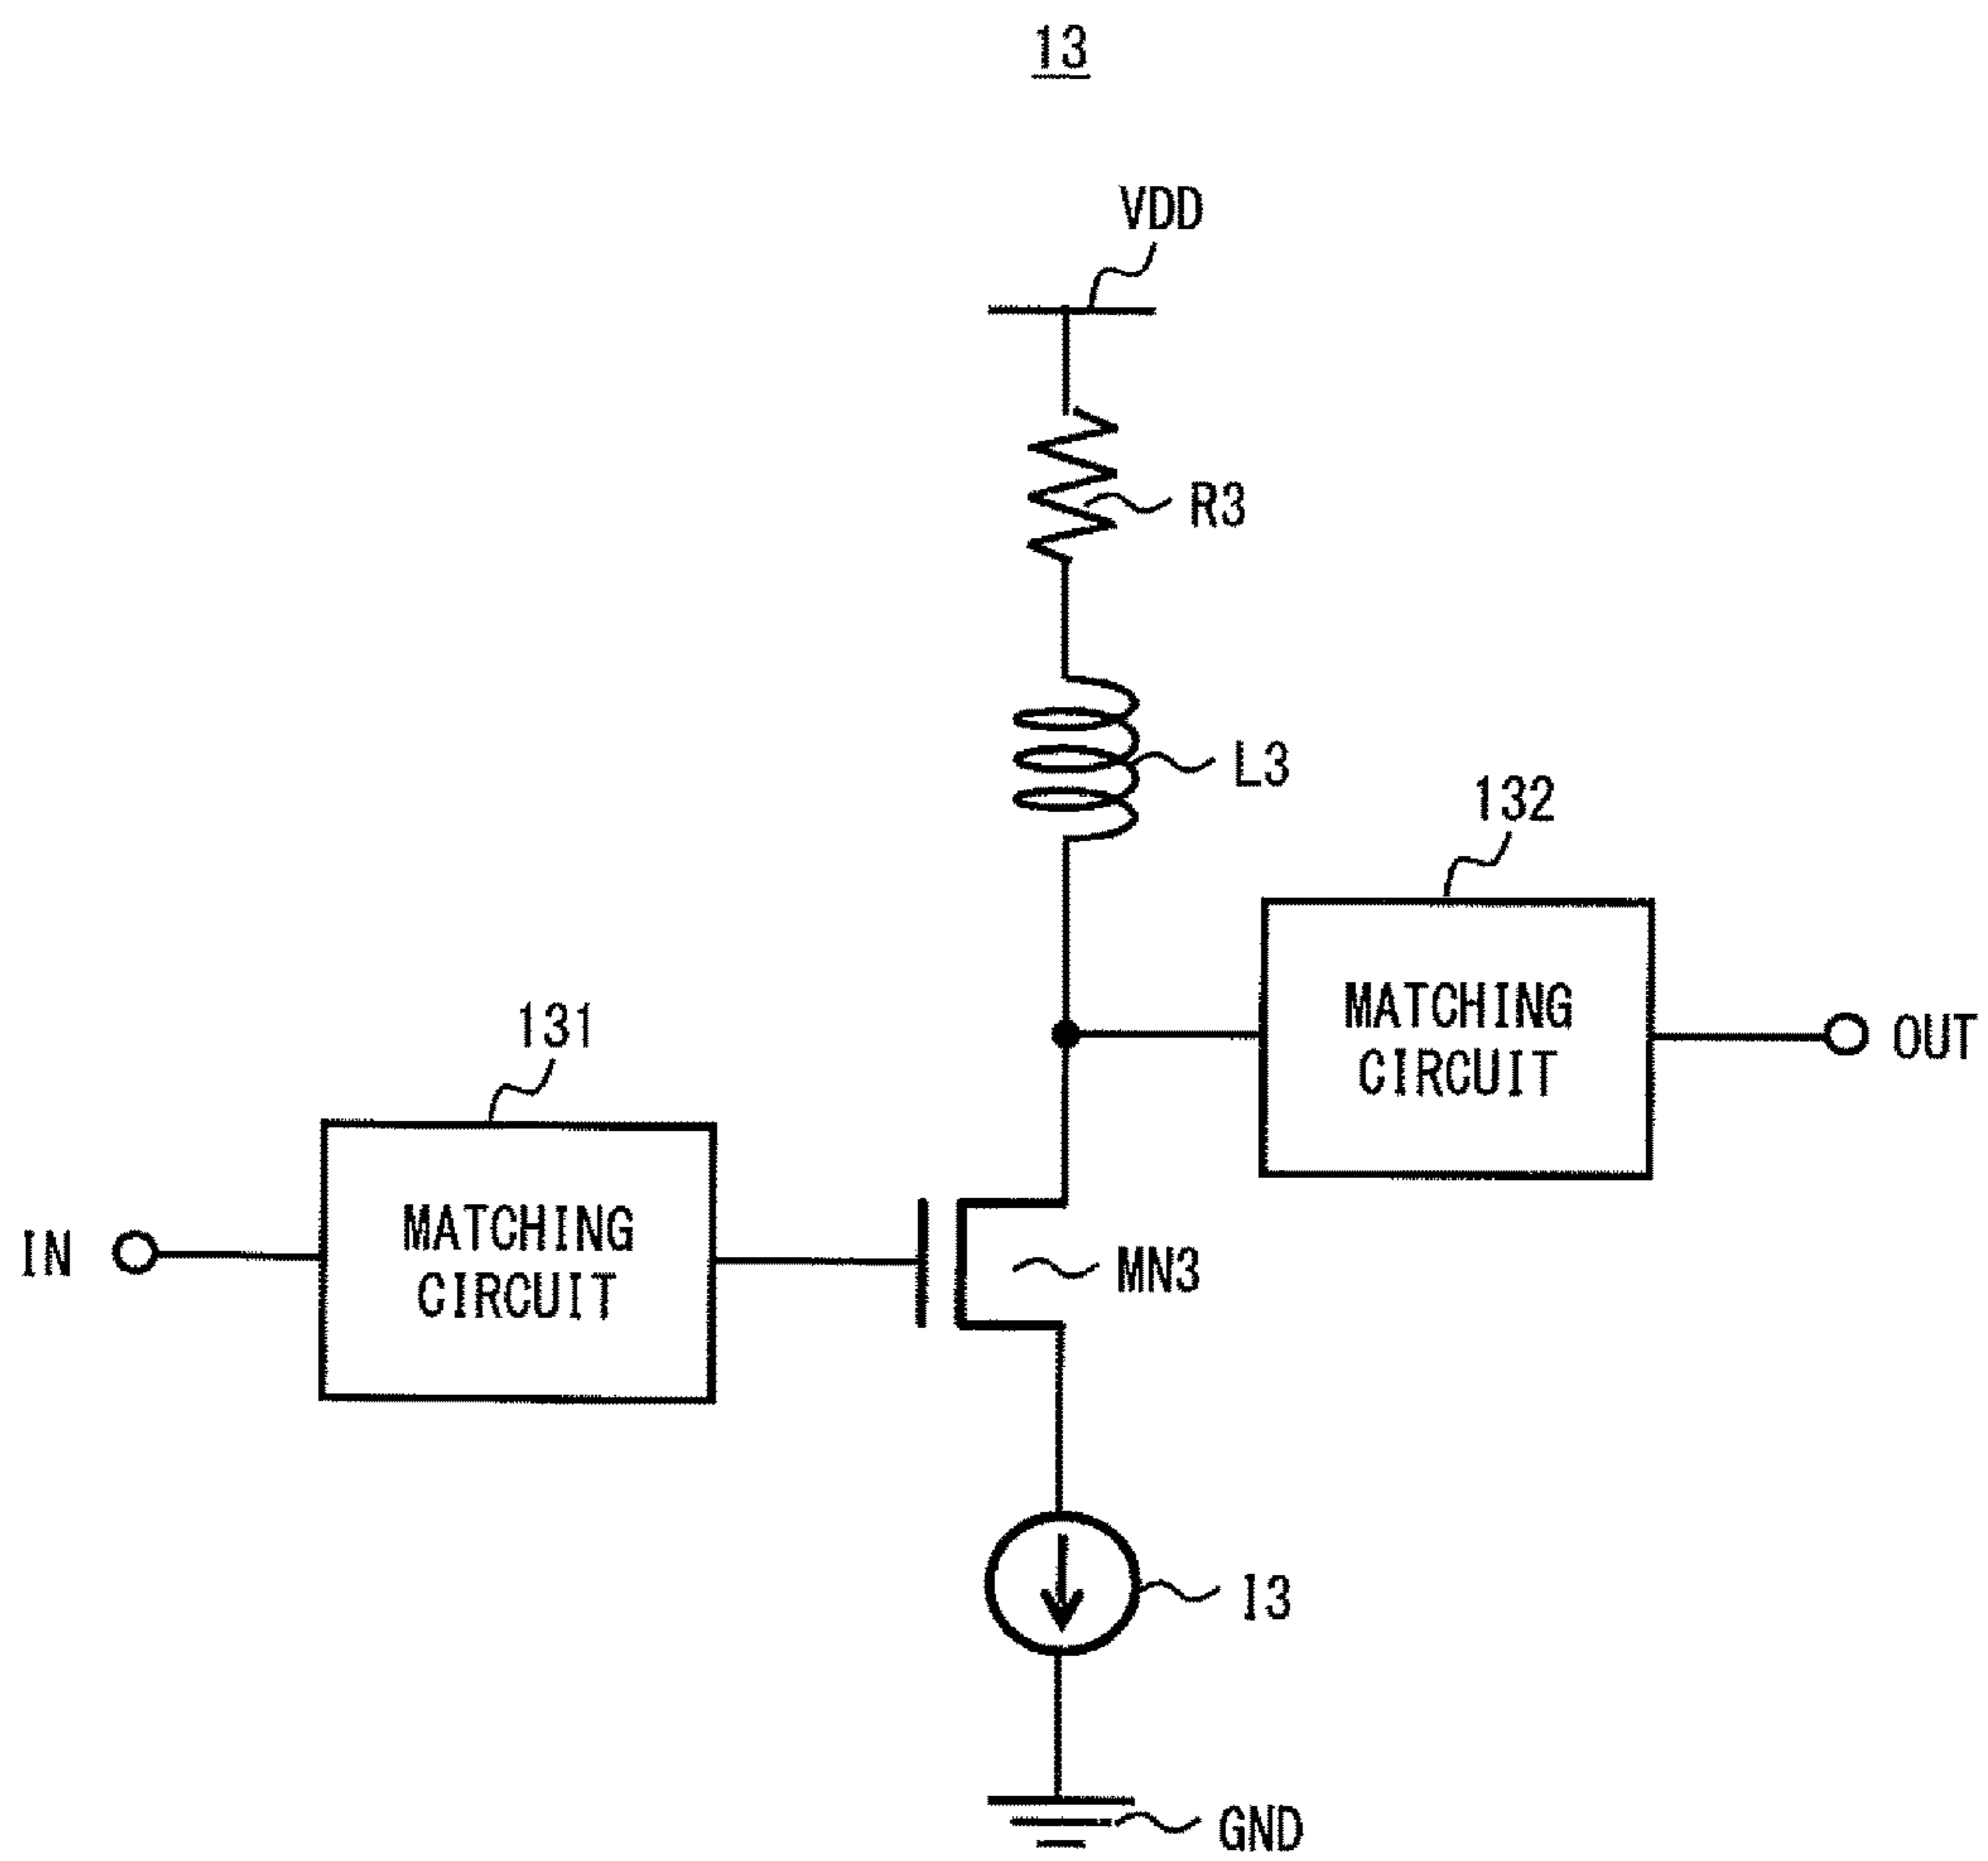 13
VDD
R3
L3
132
MATCHING
CIRCUIT
OUT
131
MATCHING
CIRCUIT
IN
MN3
I3
GND